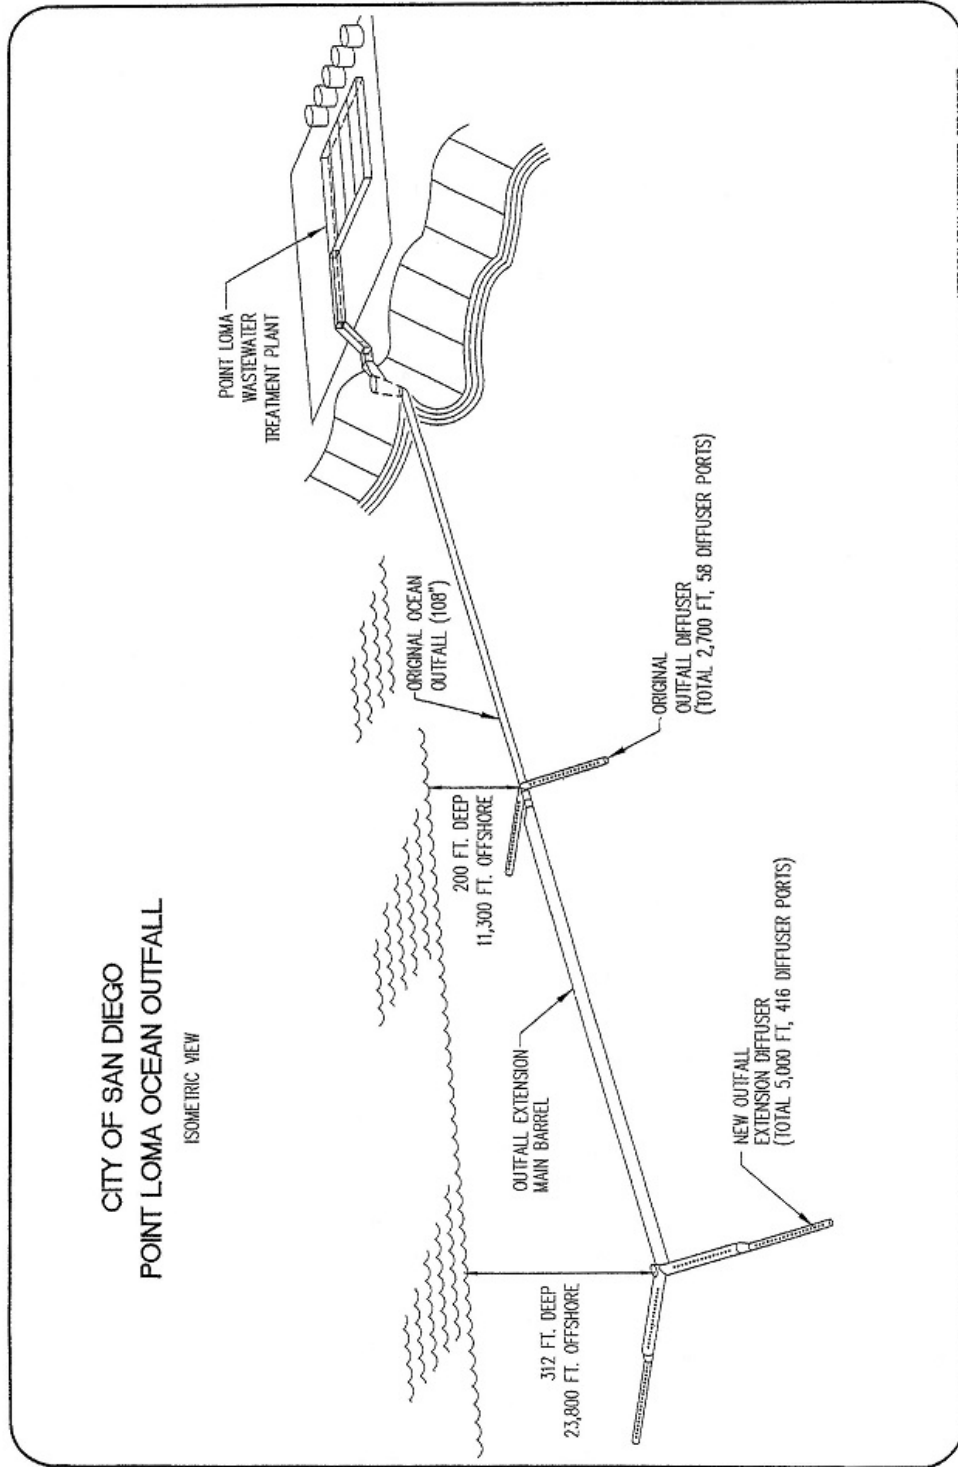 CITY OF SAN DIEGO
POINT LOMA OCEAN OUTFALL
ISOMETRIC VIEW
POINT LOMA
WASTEWATER
TREATMENT PLANT
ORIGINAL OCEAN
OUTFALL (108")
200 FT. DEEP
11,300 FT. OFFSHORE
ORIGINAL
OUTFALL DIFFUSER
(TOTAL 2,700 FT, 58 DIFFUSER PORTS)
OUTFALL EXTENSION
MAIN BARREL
312 FT. DEEP
23,800 FT. OFFSHORE
NEW OUTFALL
EXTENSION DIFFUSER
(TOTAL 5,000 FT, 416 DIFFUSER PORTS)